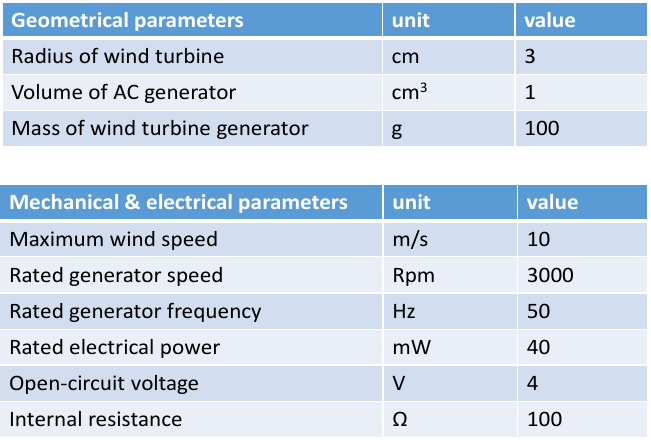 Geometrical parameters unit value
Radius of wind turbine cm 3
Volume of AC generator cm³ 1
Mass of wind turbine generator g 100
Mechanical & electrical parameters unit value
Maximum wind speed m/s 10
Rated generator speed Rpm 3000
Rated generator frequency Hz 50
Rated electrical power mW 40
Open-circuit voltage V 4
Internal resistance Ω 100